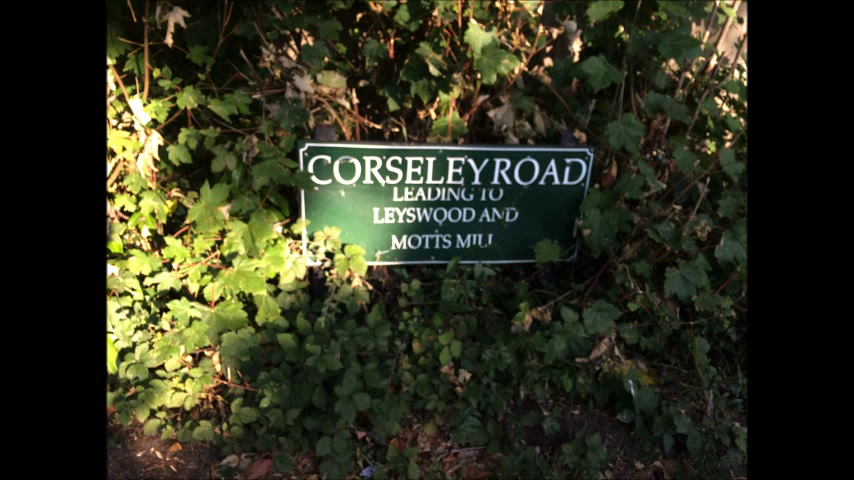 CORSELEY ROAD
LEADING TO
LEYSWOOD AND
MOTTS MILL